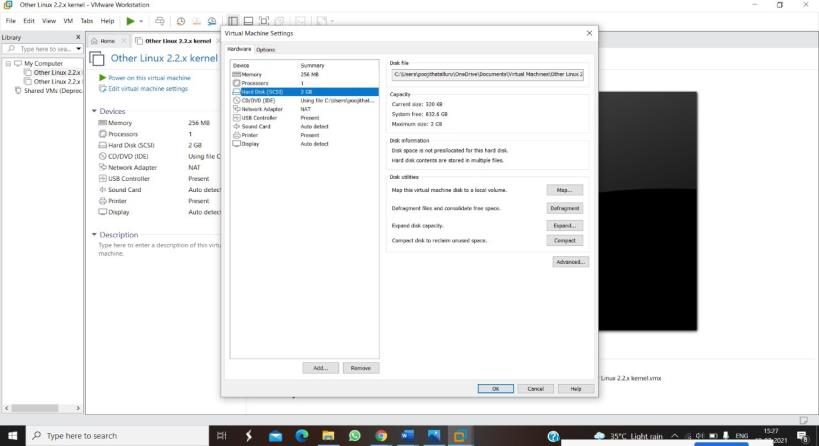 Other Linux 2.2.x kernel - VMware Workstation
File Edit View VM Tabs Help
Library
Type here to sea...
My Computer
Other Linux 2.2.x
Other Linux 2.2.x
Shared VMs (Deprec
Home
Other Linux 2.2.x kernel
Other Linux 2.2.x kernel
Power on this virtual machine
Edit virtual machine settings
Devices
Memory 256 MB
Processors 1
Hard Disk (SCSI) 2 GB
CD/DVD (IDE) Using file C
Network Adapter NAT
USB Controller Present
Sound Card Auto detect
Printer Present
Display Auto detect
Description
Type here to enter a description of this virtu
machine.
Virtual Machine Settings
Hardware Options
Device Summary
Memory 256 MB
Processors 1
Hard Disk (SCSI) 2 GB
CD/DVD (IDE) Using file C:\Users\poojithatal...
Network Adapter NAT
USB Controller Present
Sound Card Auto detect
Printer Present
Display Auto detect
Add... Remove
Disk file
C:\Users\poojithatalluru\OneDrive\Documents\Virtual Machines\Other Linux 2
Capacity
Current size: 320 KB
System free: 832.6 GB
Maximum size: 2 GB
Disk information
Disk space is not preallocated for this hard disk.
Hard disk contents are stored in multiple files.
Disk utilities
Map this virtual machine disk to a local volume. Map...
Defragment files and consolidate free space. Defragment
Expand disk capacity. Expand...
Compact disk to reclaim unused space. Compact
Advanced...
OK Cancel Help
Linux 2.2.x kernel.vmx
Type here to search
35°C Light rain
ENG
15:27
2021